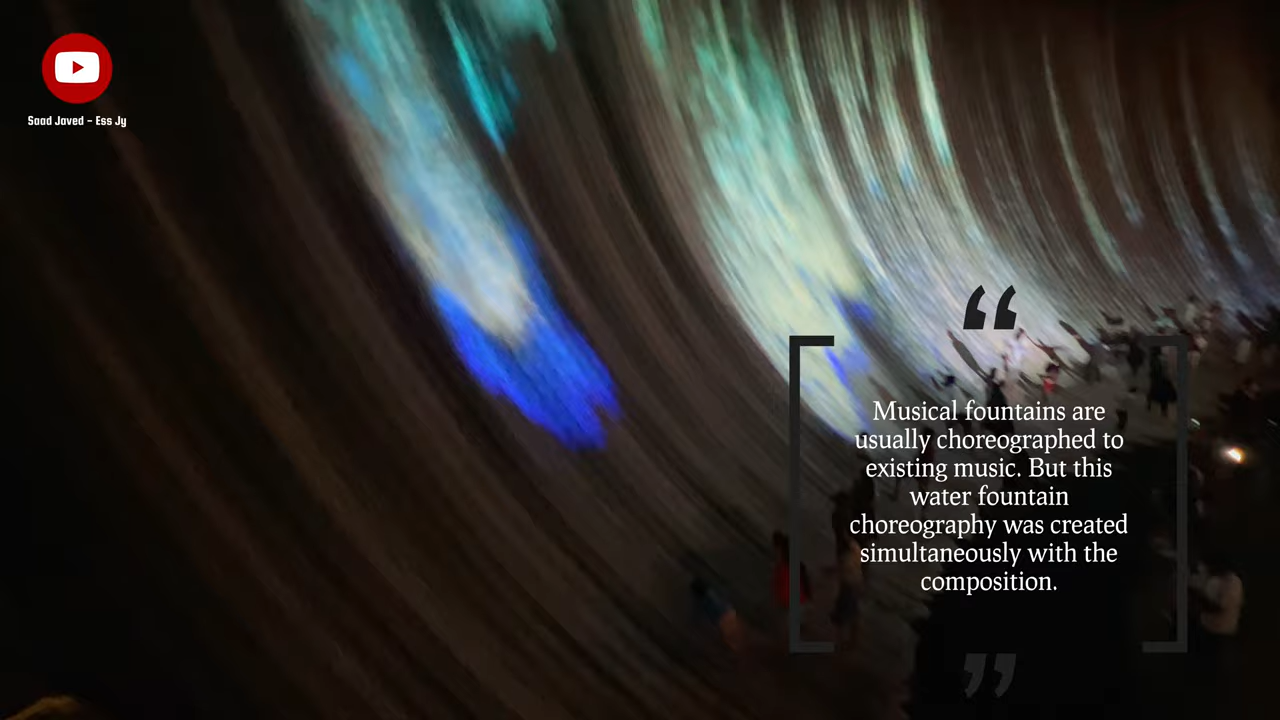 Saad Javed - Ess Jy
“
Musical fountains are
usually choreographed to
existing music. But this
water fountain
choreography was created
simultaneously with the
composition.
”